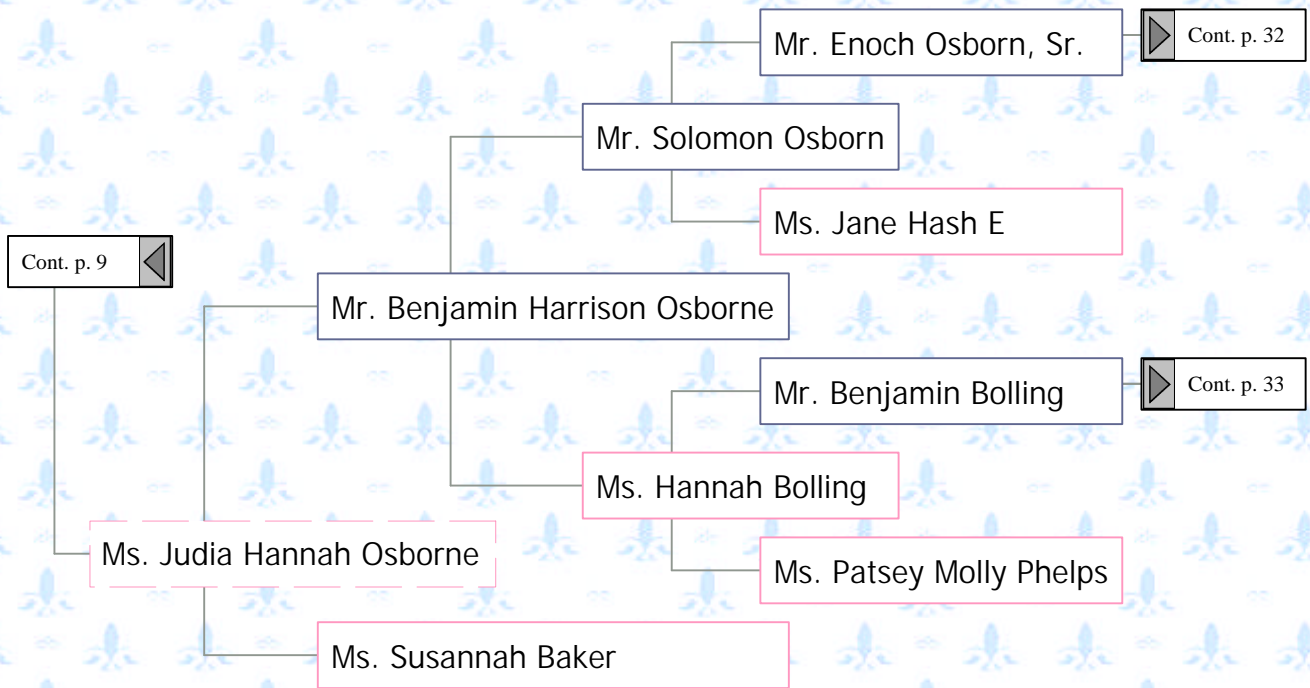 Mr. Enoch Osborn, Sr.
Cont. p. 32
Mr. Solomon Osborn
Ms. Jane Hash E
Cont. p. 9
Mr. Benjamin Harrison Osborne
Mr. Benjamin Bolling
Cont. p. 33
Ms. Hannah Bolling
Ms. Judia Hannah Osborne
Ms. Patsey Molly Phelps
Ms. Susannah Baker